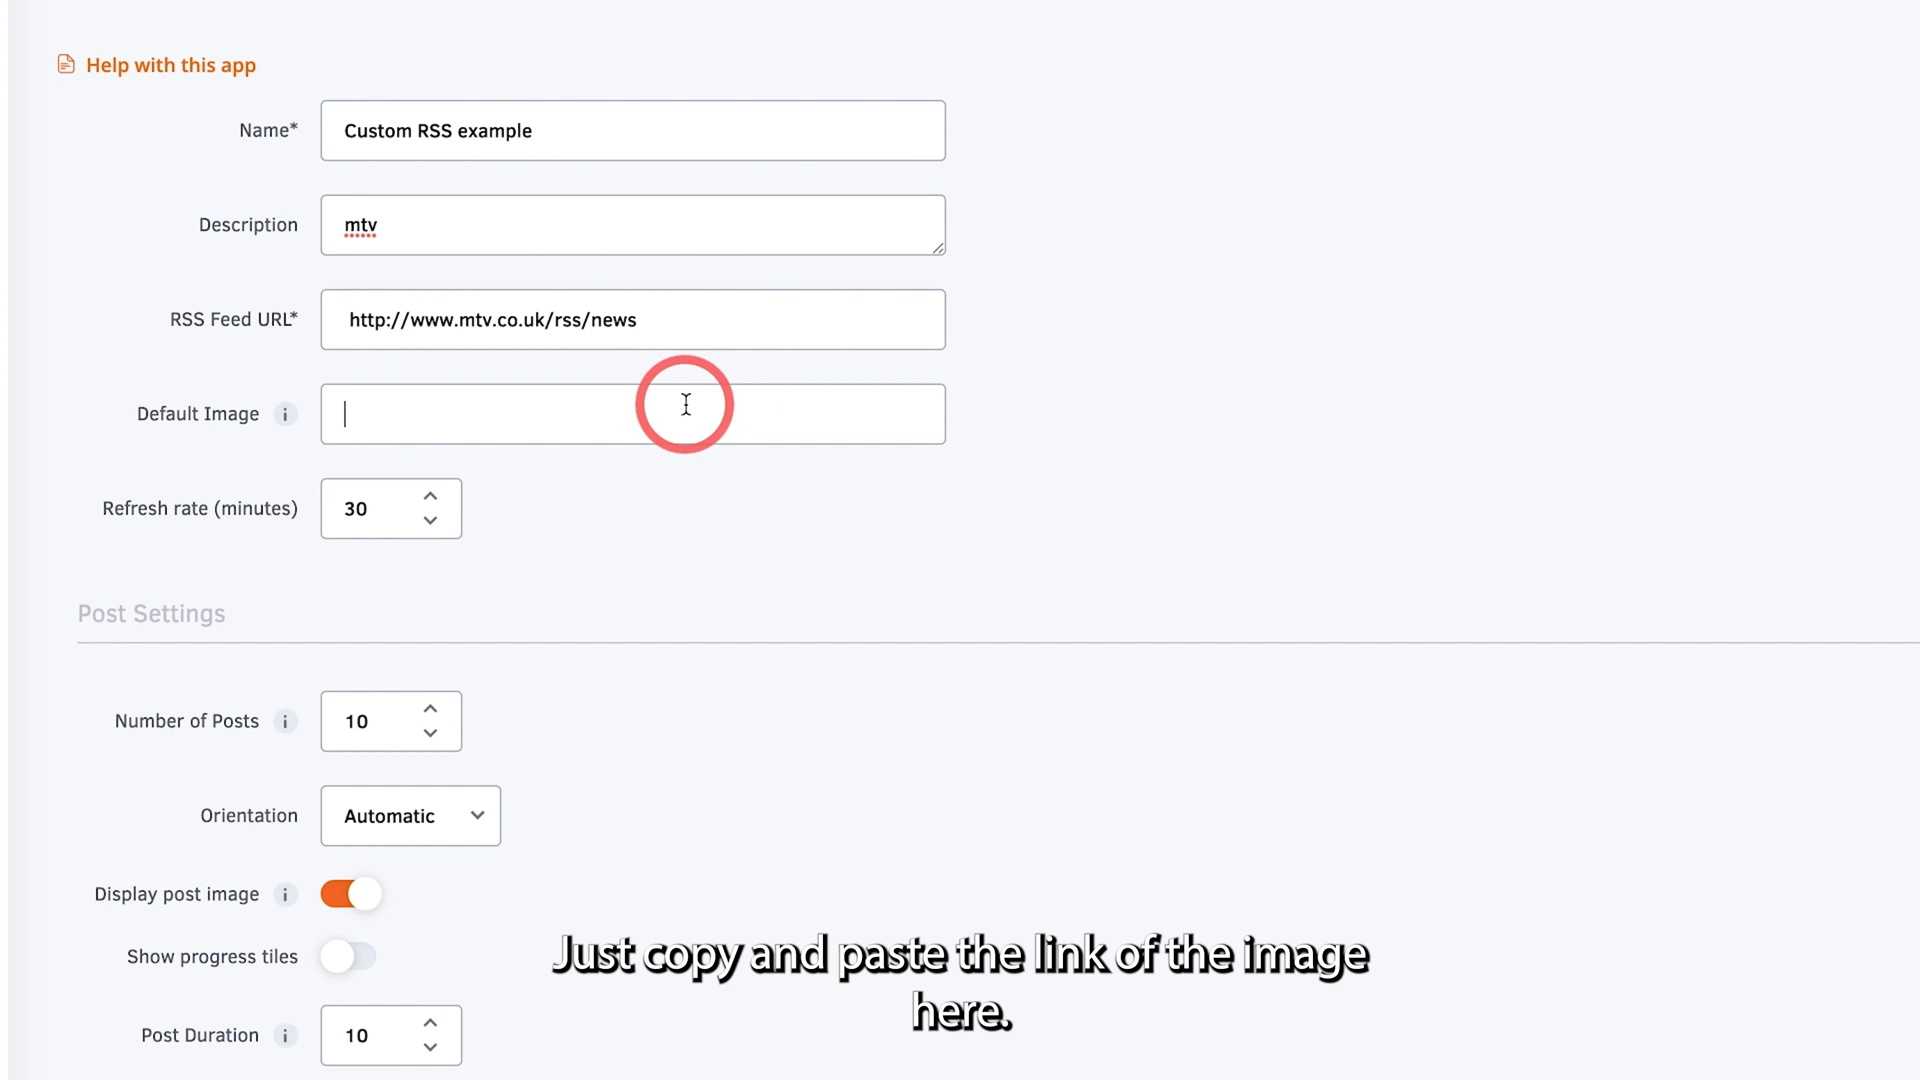 Help with this app
Name* Custom RSS example
Description mtv
RSS Feed URL* http://www.mtv.co.uk/rss/news
Default Image i
Refresh rate (minutes) 30
Post Settings
Number of Posts i 10
Orientation Automatic
Display post image i
Show progress tiles
Post Duration i 10
Just copy and paste the link of the image
here.